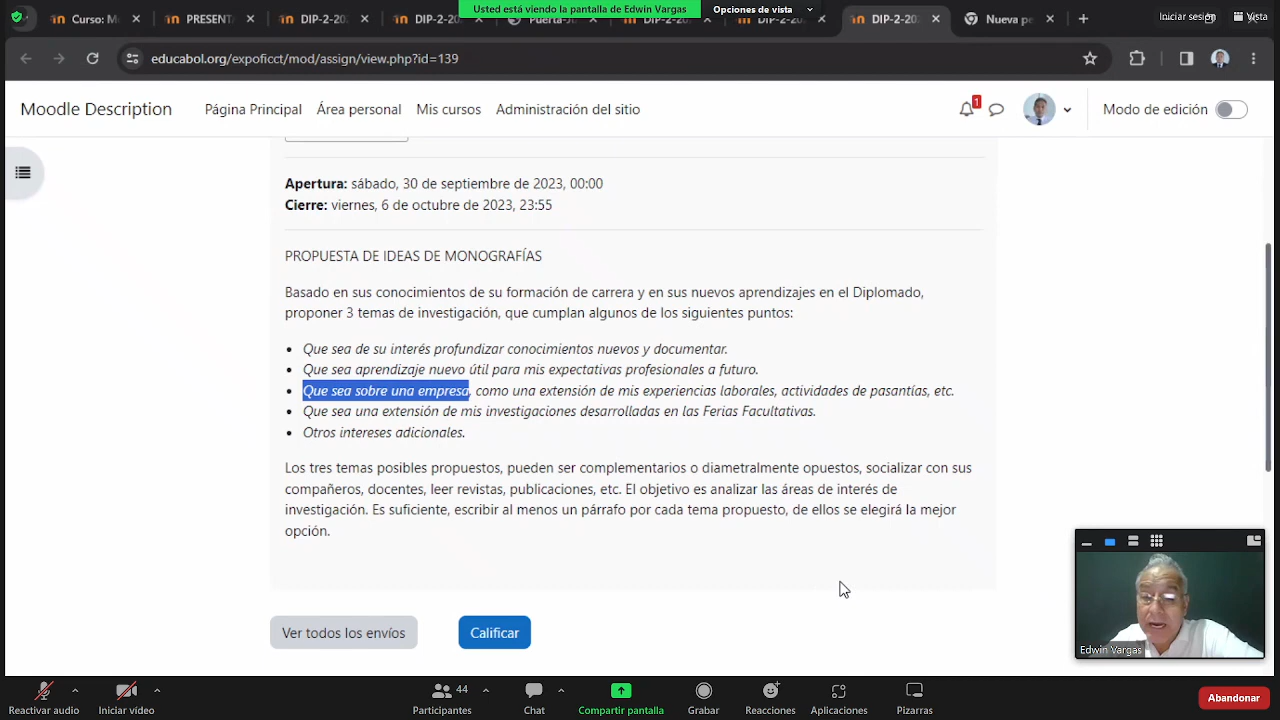 Usted está viendo la pantalla de Edwin Vargas
Opciones de vista
Iniciar sesión
Vista
Curso: M
PRESENT
DIP-2-20
DIP-2-20
DIP-2-20
DIP-2-20
Nueva pe
educabol.org/expoficct/mod/assign/view.php?id=139
Moodle Description
Página Principal
Área personal
Mis cursos
Administración del sitio
1
Modo de edición
Apertura: sábado, 30 de septiembre de 2023, 00:00
Cierre: viernes, 6 de octubre de 2023, 23:55
PROPUESTA DE IDEAS DE MONOGRAFÍAS
Basado en sus conocimientos de su formación de carrera y en sus nuevos aprendizajes en el Diplomado,
proponer 3 temas de investigación, que cumplan algunos de los siguientes puntos:
• Que sea de su interés profundizar conocimientos nuevos y documentar.
• Que sea aprendizaje nuevo útil para mis expectativas profesionales a futuro.
• Que sea sobre una empresa, como una extensión de mis experiencias laborales, actividades de pasantías, etc.
• Que sea una extensión de mis investigaciones desarrolladas en las Ferias Facultativas.
• Otros intereses adicionales.
Los tres temas posibles propuestos, pueden ser complementarios o diametralmente opuestos, socializar con sus
compañeros, docentes, leer revistas, publicaciones, etc. El objetivo es analizar las áreas de interés de
investigación. Es suficiente, escribir al menos un párrafo por cada tema propuesto, de ellos se elegirá la mejor
opción.
Ver todos los envíos
Calificar
Edwin Vargas
Reactivar audio
Iniciar vídeo
44
Participantes
Chat
Compartir pantalla
Grabar
Reacciones
Aplicaciones
Pizarras
Abandonar